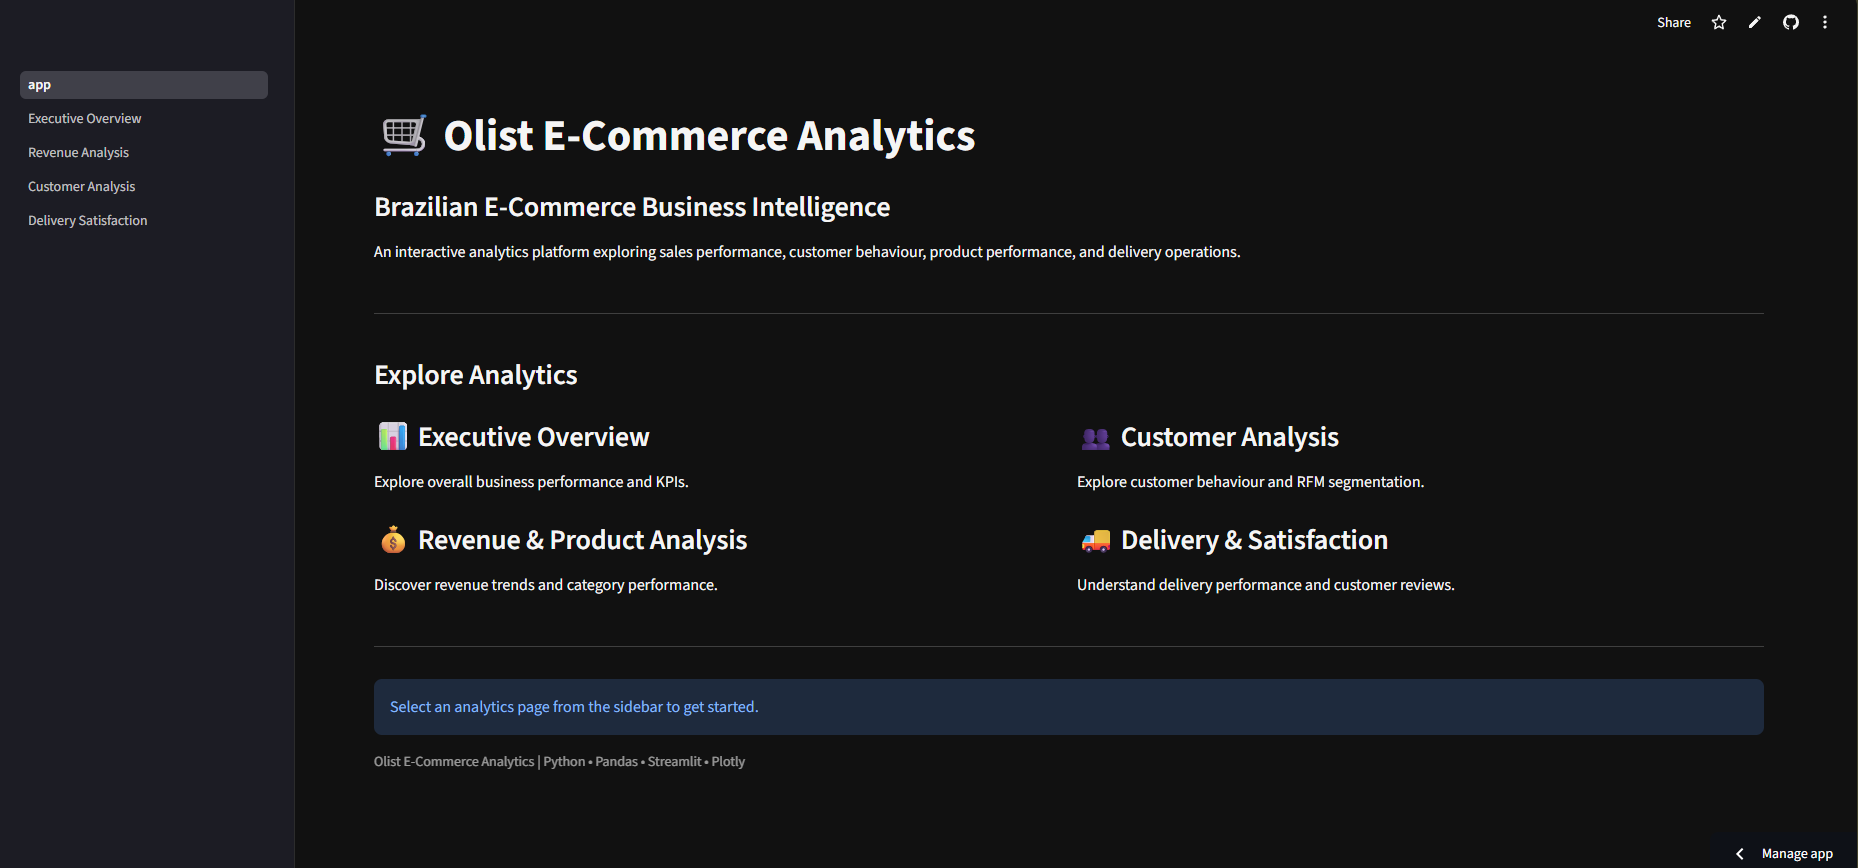 Share
app
Executive Overview
Revenue Analysis
Customer Analysis
Delivery Satisfaction
Olist E-Commerce Analytics
Brazilian E-Commerce Business Intelligence
An interactive analytics platform exploring sales performance, customer behaviour, product performance, and delivery operations.
Explore Analytics
Executive Overview
Explore overall business performance and KPIs.
Customer Analysis
Explore customer behaviour and RFM segmentation.
Revenue & Product Analysis
Discover revenue trends and category performance.
Delivery & Satisfaction
Understand delivery performance and customer reviews.
Select an analytics page from the sidebar to get started.
Olist E-Commerce Analytics | Python • Pandas • Streamlit • Plotly
Manage app